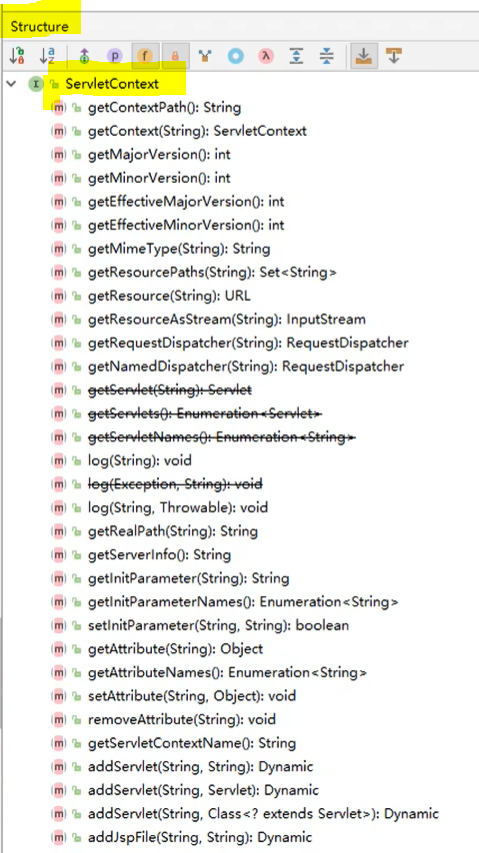 Structure
ServletContext
getContextPath(): String
getContext(String): ServletContext
getMajorVersion(): int
getMinorVersion(): int
getEffectiveMajorVersion(): int
getEffectiveMinorVersion(): int
getMimeType(String): String
getResourcePaths(String): Set<String>
getResource(String): URL
getResourceAsStream(String): InputStream
getRequestDispatcher(String): RequestDispatcher
getNamedDispatcher(String): RequestDispatcher
getServlet(String): Servlet
getServlets(): Enumeration<Servlet>
getServletNames(): Enumeration<String>
log(String): void
log(Exception, String): void
log(String, Throwable): void
getRealPath(String): String
getServerInfo(): String
getInitParameter(String): String
getInitParameterNames(): Enumeration<String>
setInitParameter(String, String): boolean
getAttribute(String): Object
getAttributeNames(): Enumeration<String>
setAttribute(String, Object): void
removeAttribute(String): void
getServletContextName(): String
addServlet(String, String): Dynamic
addServlet(String, Servlet): Dynamic
addServlet(String, Class<? extends Servlet>): Dynamic
addJspFile(String, String): Dynamic